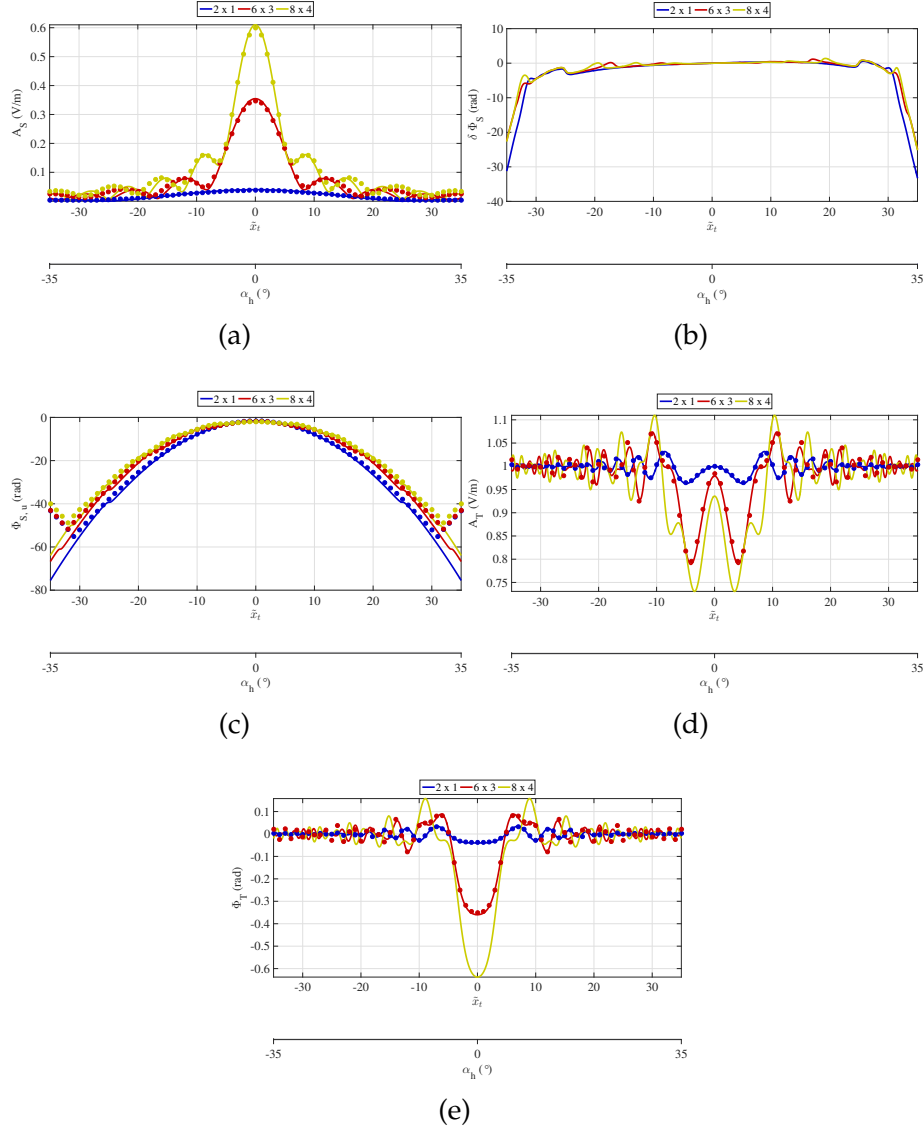 2 x 1 6 x 3 8 x 4
0.6
0.5
0.4
0.3
0.2
0.1
A_S (V/m)
-30 -20 -10 0 10 20 30
x̃_t
-35 0 35
α_h (°)
(a)
2 x 1 6 x 3 8 x 4
10
0
-10
-20
-30
-40
δ Φ_S (rad)
-30 -20 -10 0 10 20 30
x̃_t
-35 0 35
α_h (°)
(b)
2 x 1 6 x 3 8 x 4
0
-20
-40
-60
-80
Φ_S, u (rad)
-30 -20 -10 0 10 20 30
x̃_t
-35 0 35
α_h (°)
(c)
2 x 1 6 x 3 8 x 4
1.1
1.05
1
0.95
0.9
0.85
0.8
0.75
A_T (V/m)
-30 -20 -10 0 10 20 30
x̃_t
-35 0 35
α_h (°)
(d)
2 x 1 6 x 3 8 x 4
0.1
0
-0.1
-0.2
-0.3
-0.4
-0.5
-0.6
Φ_T (rad)
-30 -20 -10 0 10 20 30
x̃_t
-35 0 35
α_h (°)
(e)